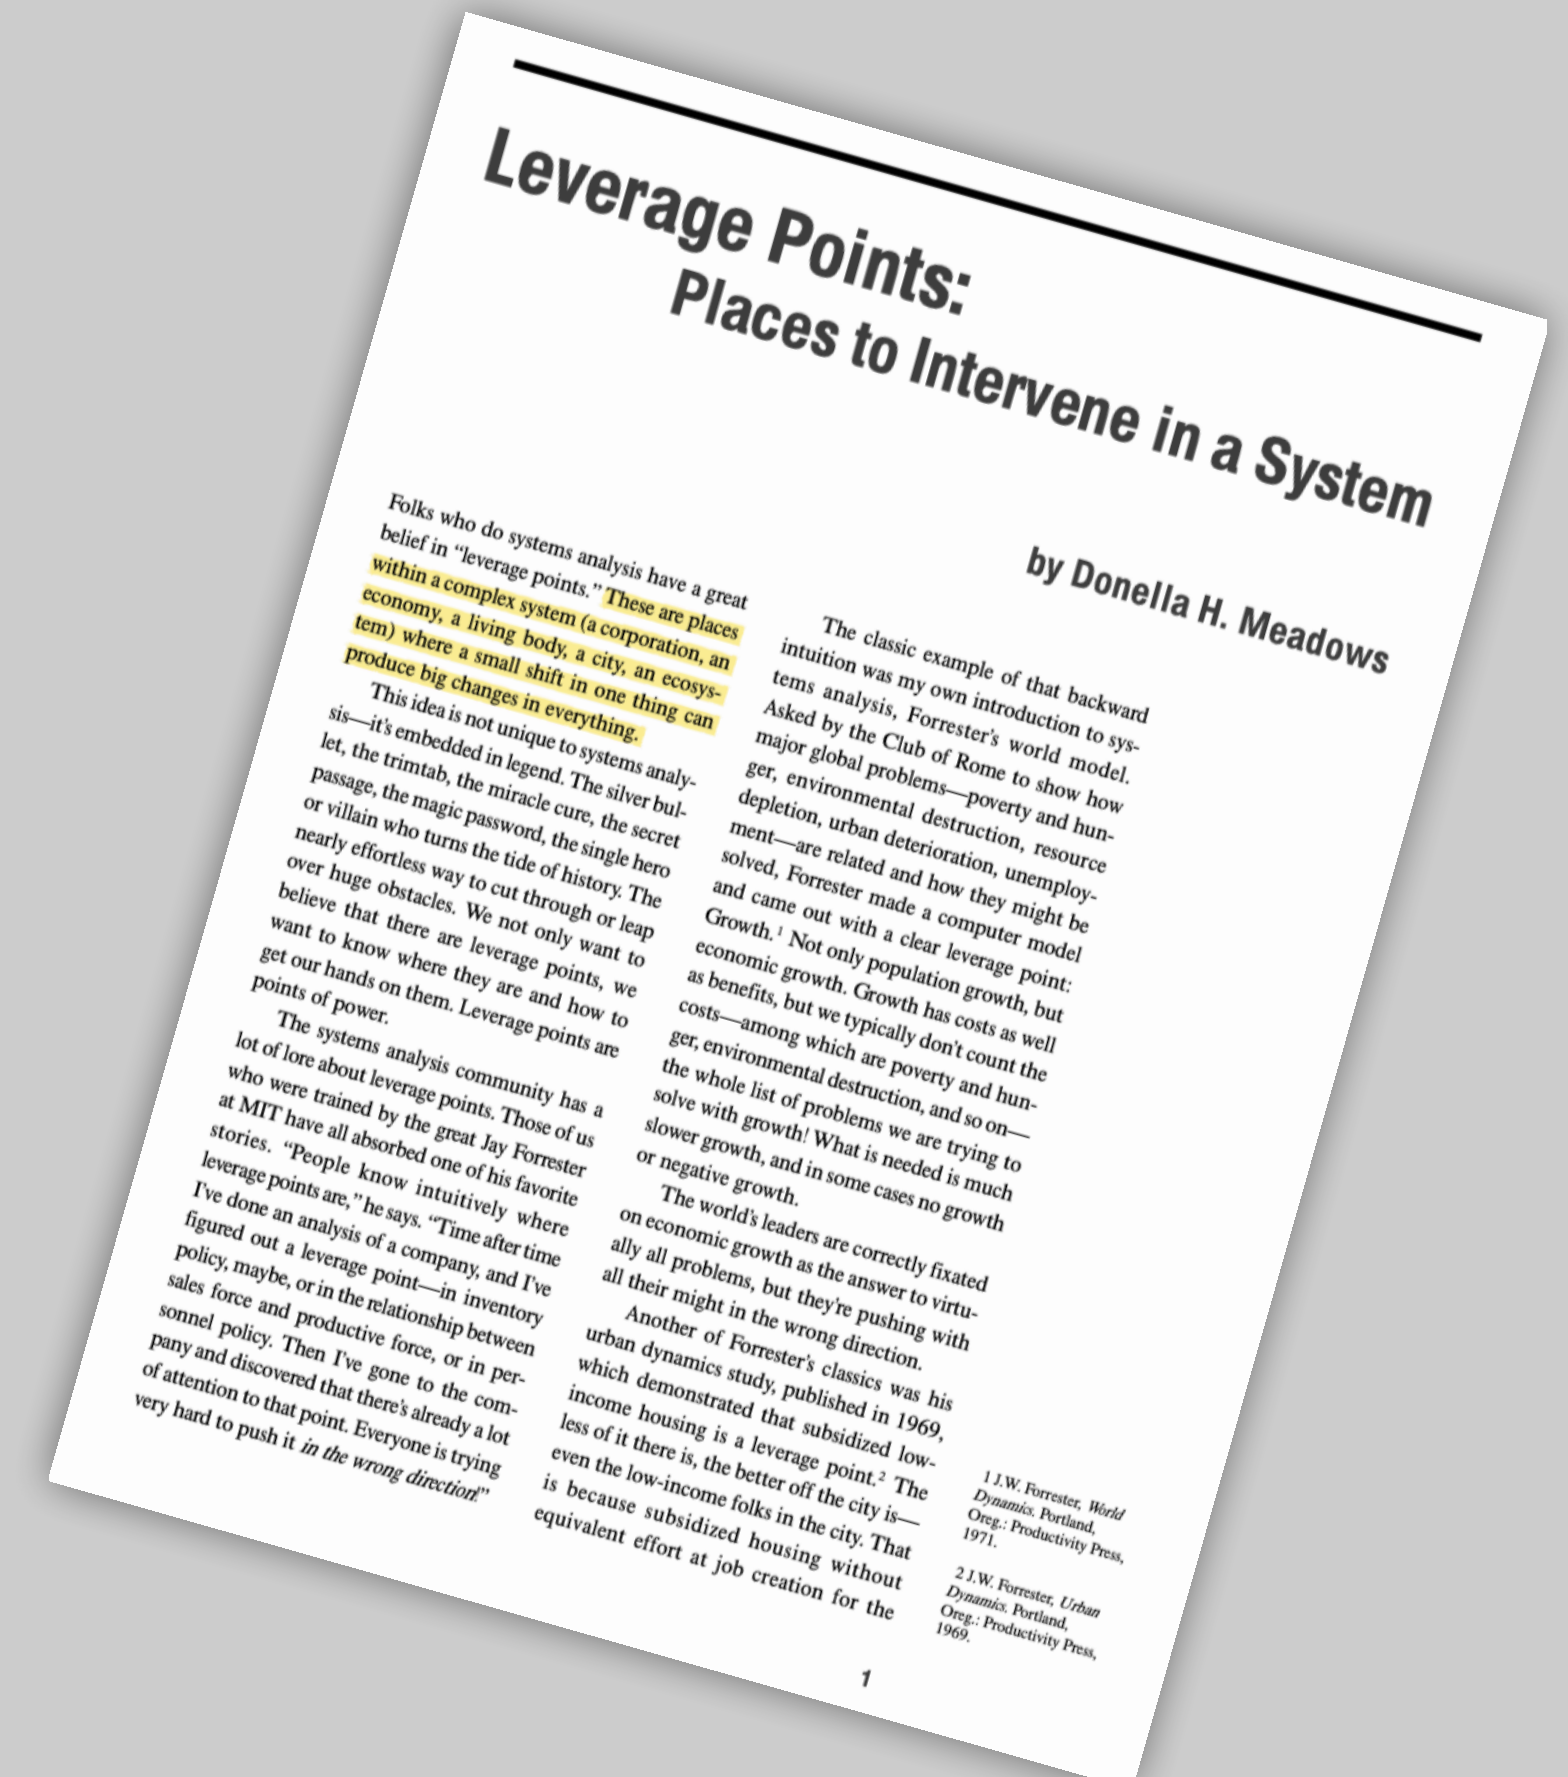 Leverage Points:
Places to Intervene in a System
by Donella H. Meadows
Folks who do systems analysis have a great
belief in “leverage points.” These are places
within a complex system (a corporation, an
economy, a living body, a city, an ecosys-
tem) where a small shift in one thing can
produce big changes in everything.
This idea is not unique to systems analy-
sis—it’s embedded in legend. The silver bul-
let, the trimtab, the miracle cure, the secret
passage, the magic password, the single hero
or villain who turns the tide of history. The
nearly effortless way to cut through or leap
over huge obstacles. We not only want to
believe that there are leverage points, we
want to know where they are and how to
get our hands on them. Leverage points are
points of power.
The systems analysis community has a
lot of lore about leverage points. Those of us
who were trained by the great Jay Forrester
at MIT have all absorbed one of his favorite
stories. “People know intuitively where
leverage points are,” he says. “Time after time
I’ve done an analysis of a company, and I’ve
figured out a leverage point—in inventory
policy, maybe, or in the relationship between
sales force and productive force, or in per-
sonnel policy. Then I’ve gone to the com-
pany and discovered that there’s already a lot
of attention to that point. Everyone is trying
very hard to push it in the wrong direction!”
The classic example of that backward
intuition was my own introduction to sys-
tems analysis, Forrester’s world model.
Asked by the Club of Rome to show how
major global problems—poverty and hun-
ger, environmental destruction, resource
depletion, urban deterioration, unemploy-
ment—are related and how they might be
solved, Forrester made a computer model
and came out with a clear leverage point:
Growth.1 Not only population growth, but
economic growth. Growth has costs as well
as benefits, but we typically don’t count the
costs—among which are poverty and hun-
ger, environmental destruction, and so on—
the whole list of problems we are trying to
solve with growth! What is needed is much
slower growth, and in some cases no growth
or negative growth.
The world’s leaders are correctly fixated
on economic growth as the answer to virtu-
ally all problems, but they’re pushing with
all their might in the wrong direction.
Another of Forrester’s classics was his
urban dynamics study, published in 1969,
which demonstrated that subsidized low-
income housing is a leverage point.2 The
less of it there is, the better off the city is—
even the low-income folks in the city. That
is because subsidized housing without
equivalent effort at job creation for the
1 J.W. Forrester, World
Dynamics. Portland,
Oreg.: Productivity Press,
1971.
2 J.W. Forrester, Urban
Dynamics. Portland,
Oreg.: Productivity Press,
1969.
1